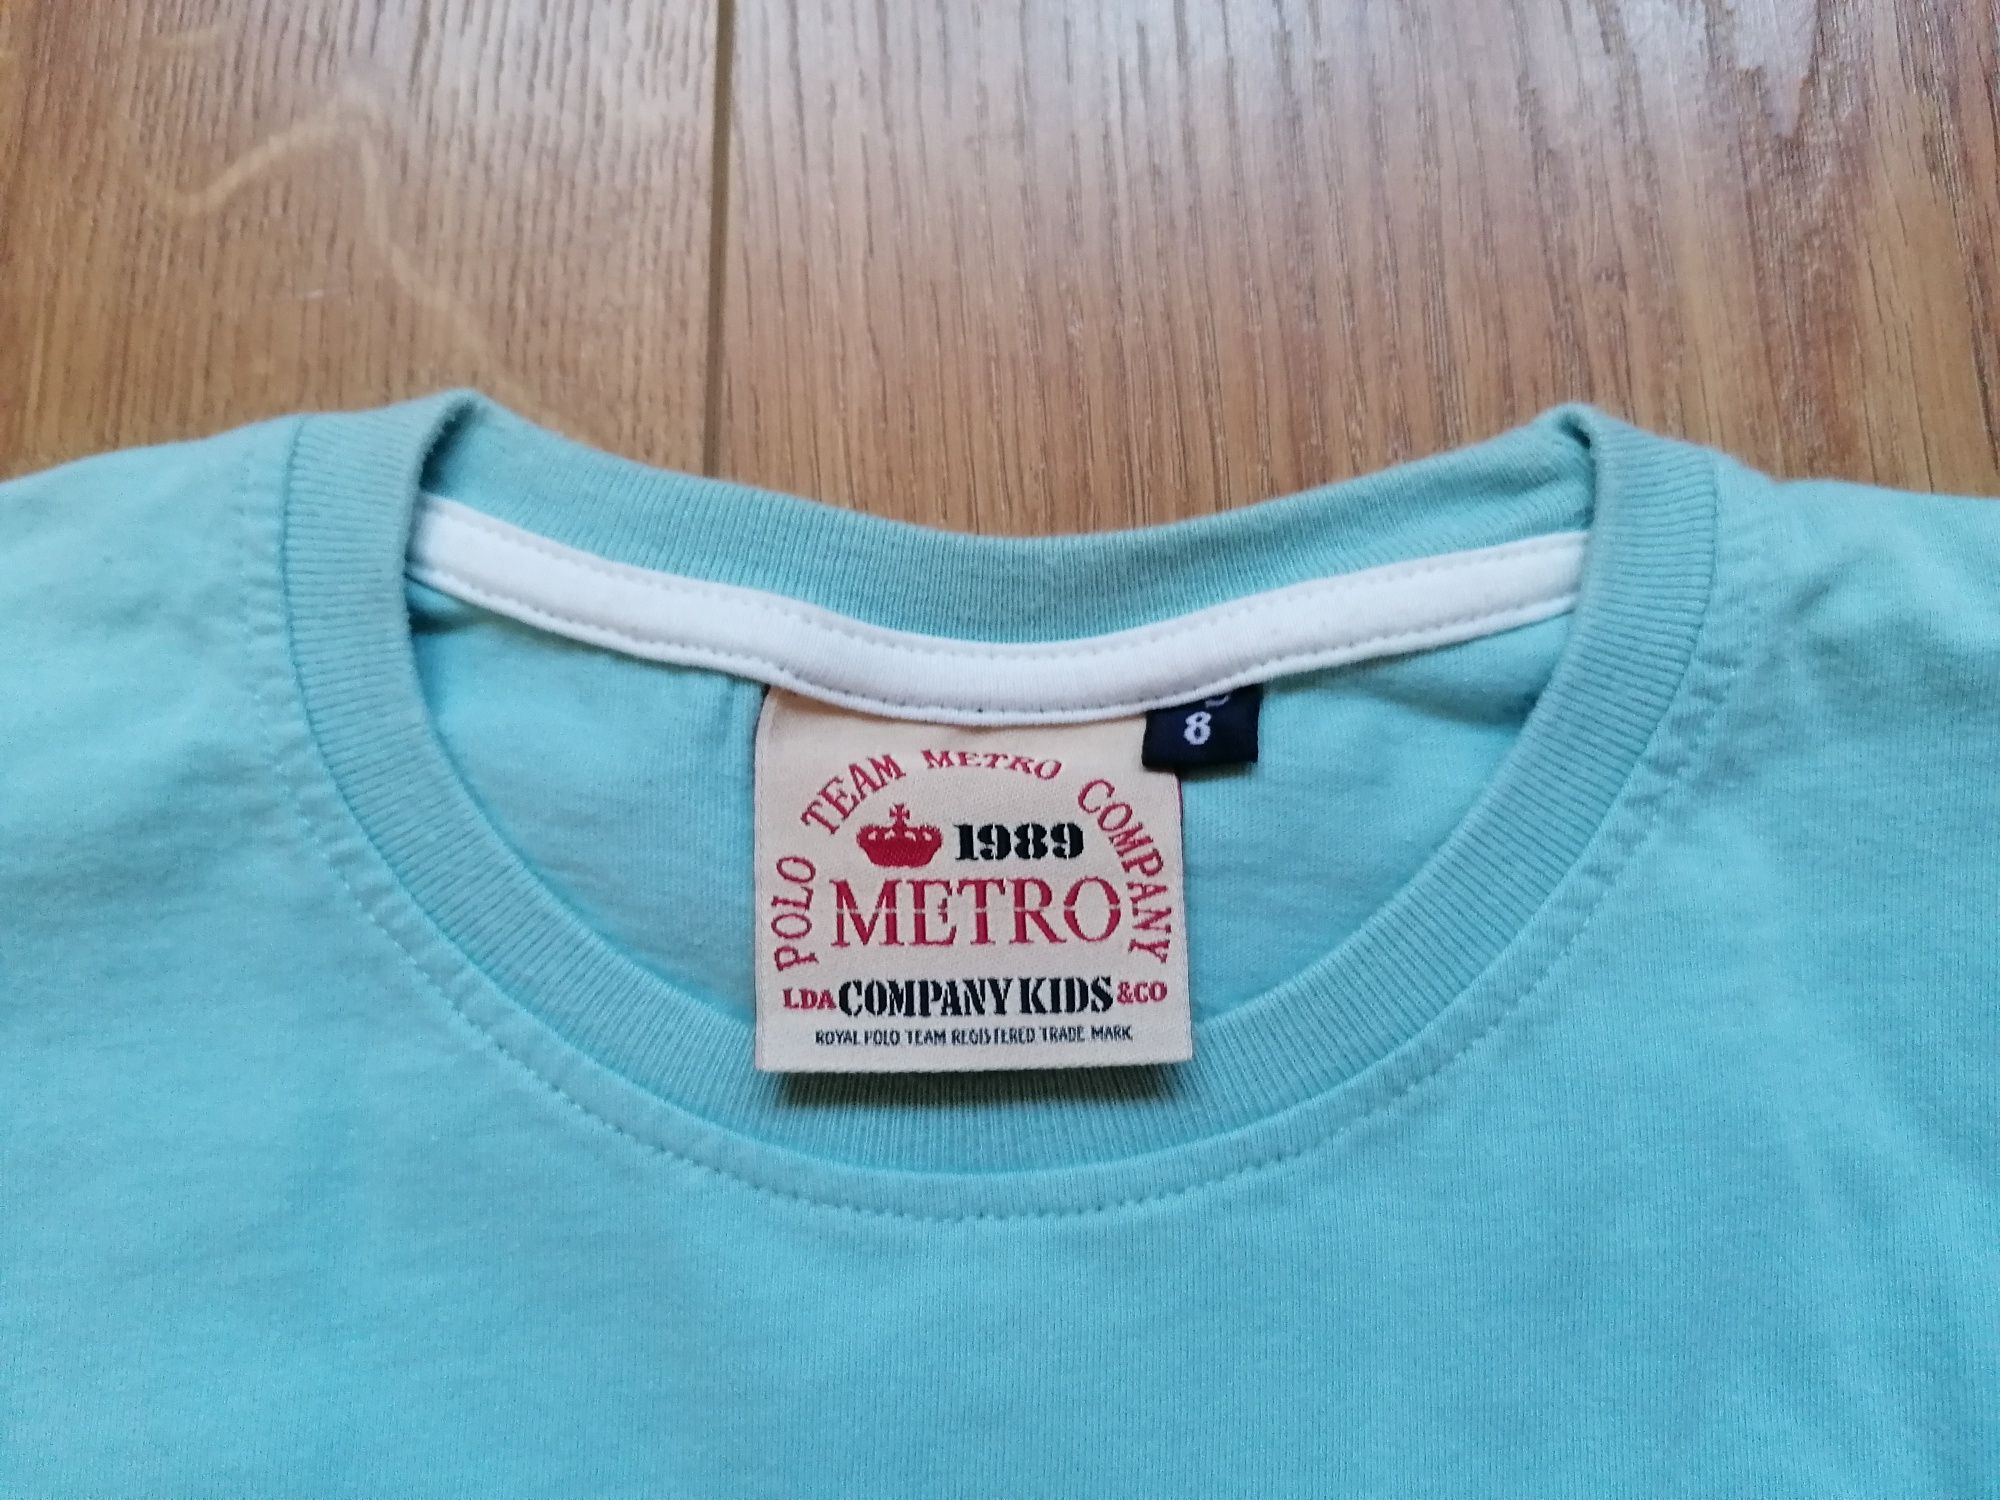 8
POLO TEAM METRO COMPANY
1989
METRO
LDA COMPANY KIDS &CO
ROYAL POLO TEAM REGISTERED TRADE MARK